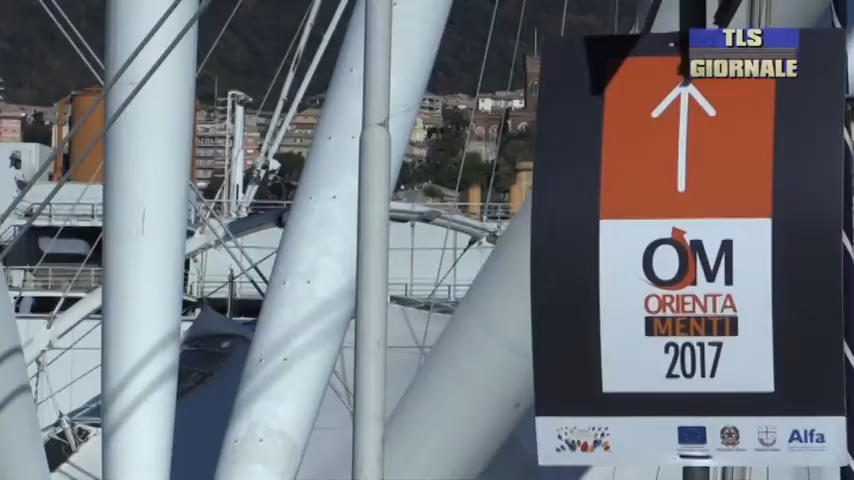 TLS
GIORNALE
OM
ORIENTA
MENTI
2017
Alfa